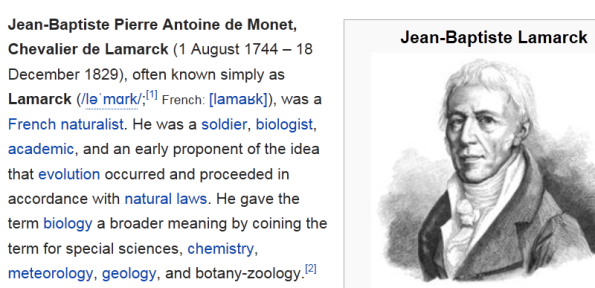 Jean-Baptiste Pierre Antoine de Monet,
Chevalier de Lamarck (1 August 1744 – 18
December 1829), often known simply as
Lamarck (/ləˈmɑrk/;[1] French: [lamaʁk]), was a
French naturalist. He was a soldier, biologist,
academic, and an early proponent of the idea
that evolution occurred and proceeded in
accordance with natural laws. He gave the
term biology a broader meaning by coining the
term for special sciences, chemistry,
meteorology, geology, and botany-zoology.[2]
Jean-Baptiste Lamarck